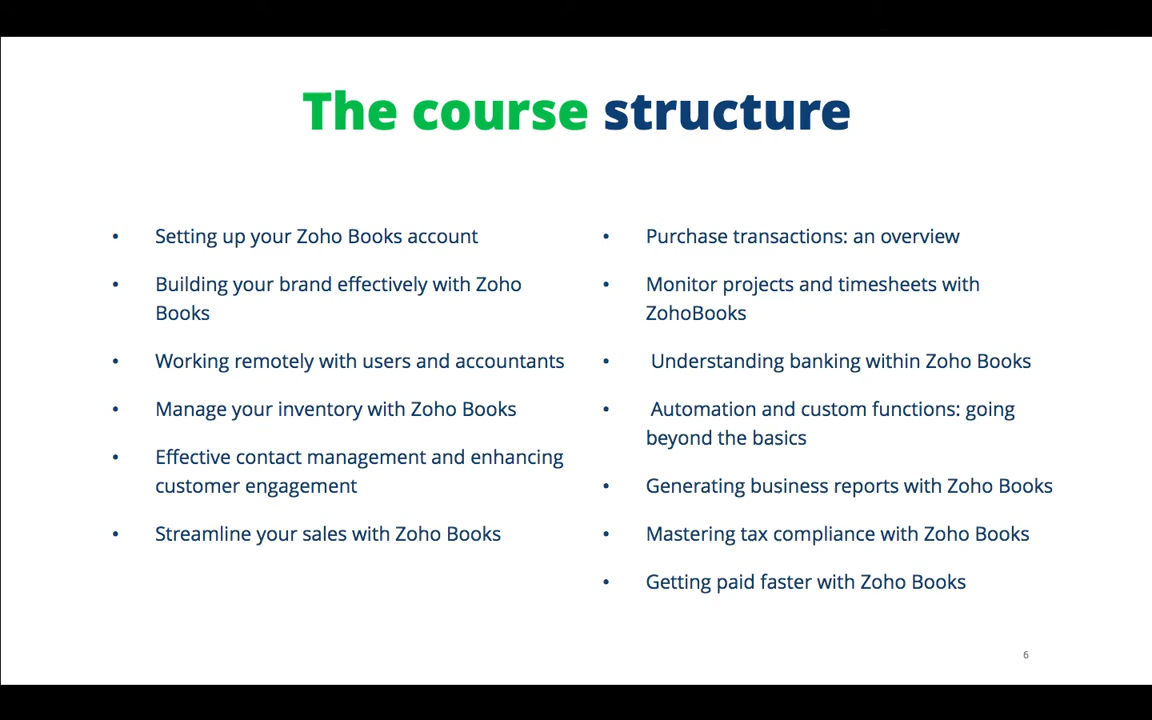 The course structure
• Setting up your Zoho Books account
• Building your brand effectively with Zoho
Books
• Working remotely with users and accountants
• Manage your inventory with Zoho Books
• Effective contact management and enhancing
customer engagement
• Streamline your sales with Zoho Books
• Purchase transactions: an overview
• Monitor projects and timesheets with
ZohoBooks
• Understanding banking within Zoho Books
• Automation and custom functions: going
beyond the basics
• Generating business reports with Zoho Books
• Mastering tax compliance with Zoho Books
• Getting paid faster with Zoho Books
6